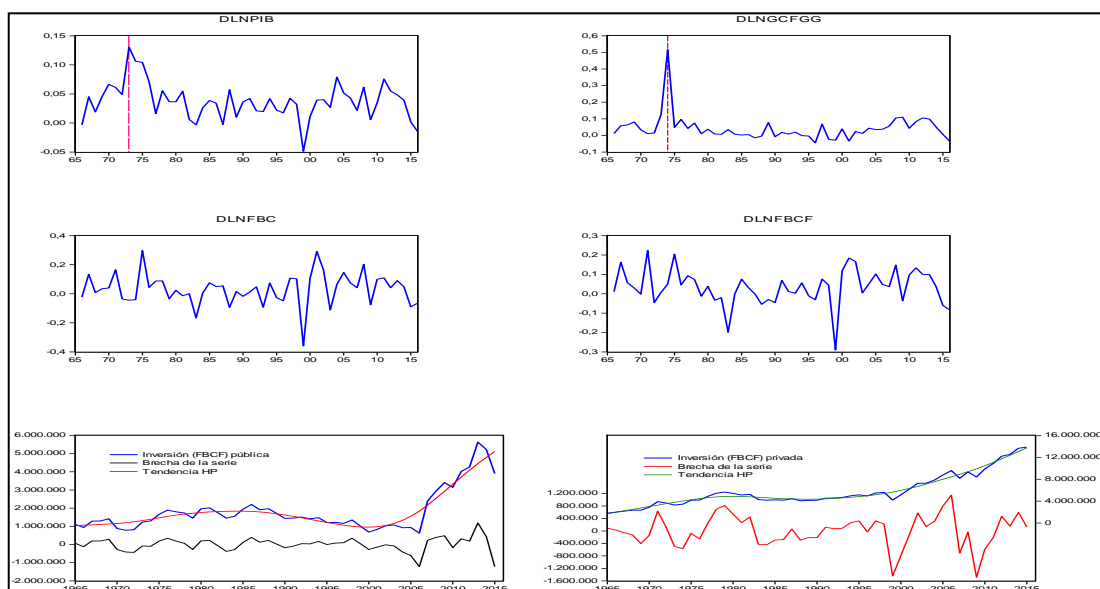 DLNPIB
0,15
0,10
0,05
0,00
-0,05
65 70 75 80 85 90 95 00 05 10 15
DLNGCFGG
0,6
0,5
0,4
0,3
0,2
0,1
0,0
-0,1
65 70 75 80 85 90 95 00 05 10 15
DLNFBC
0,4
0,2
0,0
-0,2
-0,4
65 70 75 80 85 90 95 00 05 10 15
DLNFBCF
0,3
0,2
0,1
0,0
-0,1
-0,2
-0,3
65 70 75 80 85 90 95 00 05 10 15
6.000.000
5.000.000
4.000.000
3.000.000
2.000.000
1.000.000
0
-1.000.000
-2.000.000
Inversión (FBCF) pública
Brecha de la serie
Tendencia HP
1965 1970 1975 1980 1985 1990 1995 2000 2005 2010 2015
Inversión (FBCF) privada
Brecha de la serie
Tendencia HP
1.200.000
800.000
400.000
0
-400.000
-800.000
-1.200.000
-1.600.000
16.000.000
12.000.000
8.000.000
4.000.000
0
1965 1970 1975 1980 1985 1990 1995 2000 2005 2010 2015